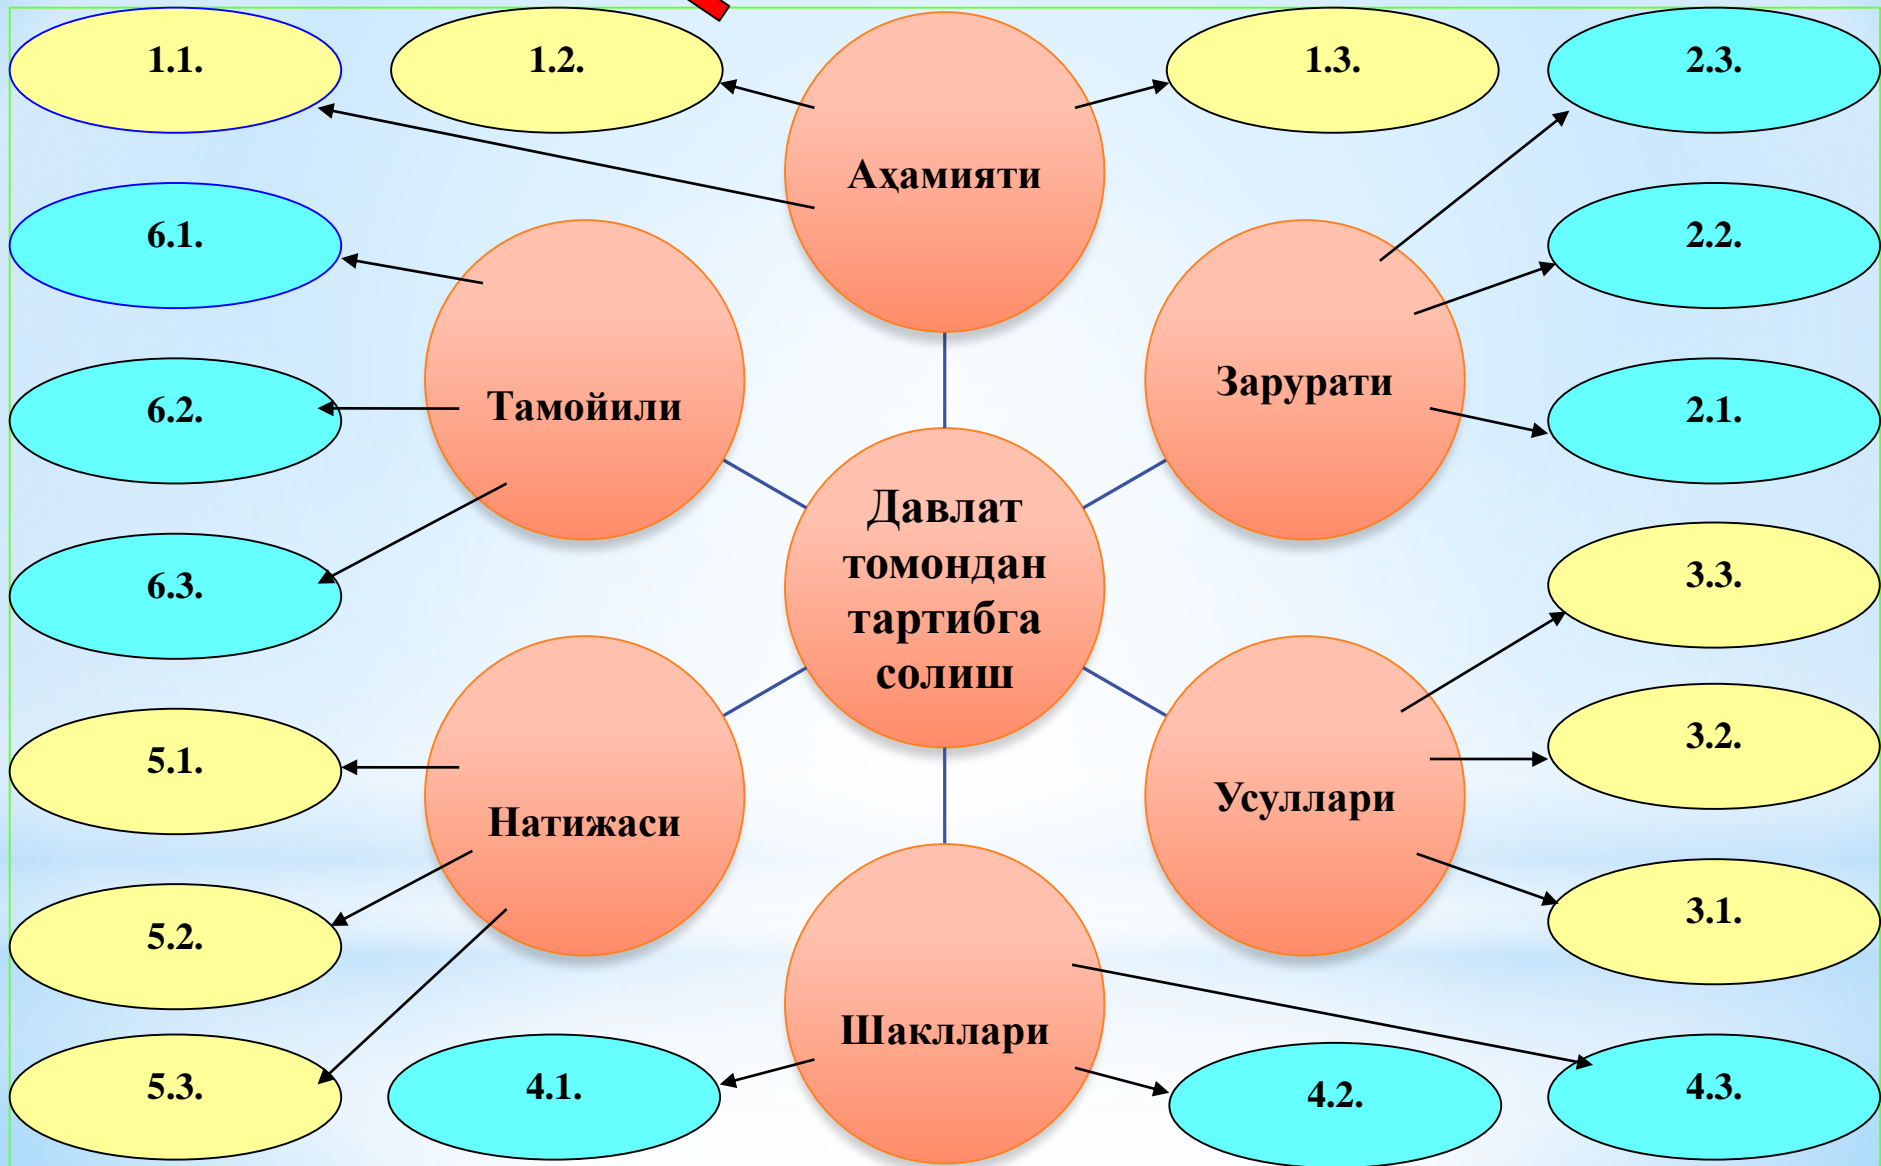 1.1.
1.2.
1.3.
2.3.
Аҳамияти
6.1.
2.2.
Тамойили
Зарурати
6.2.
2.1.
Давлат
томондан
тартибга
солиш
6.3.
3.3.
5.1.
3.2.
Натижаси
Усуллари
5.2.
3.1.
Шакллари
5.3.
4.1.
4.2.
4.3.